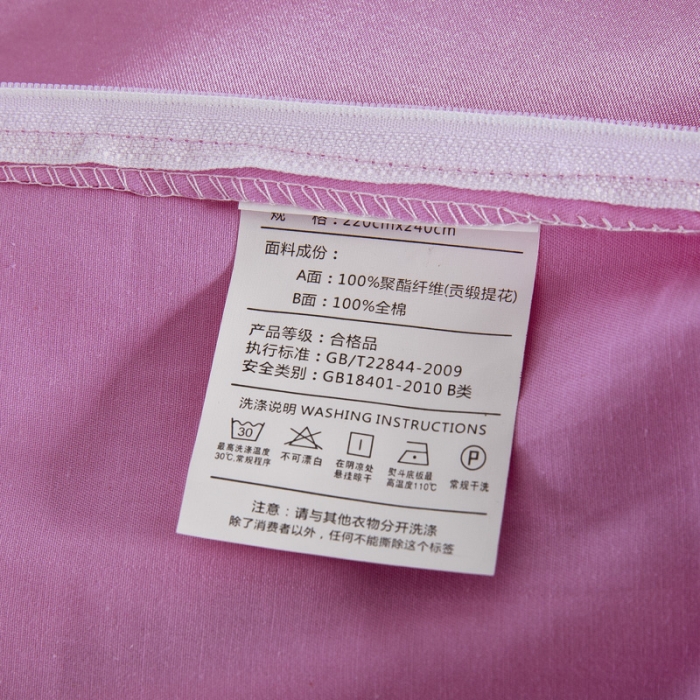 规 格:220cmx240cm
面料成份:
A面:100%聚酯纤维(贡缎提花)
B面:100%全棉
产品等级:合格品
执行标准:GB/T22844-2009
安全类别:GB18401-2010 B类
洗涤说明 WASHING INSTRUCTIONS
30
P
最高洗涤温度
30℃,常规程序
不可漂白
在阴凉处
悬挂晾干
熨斗底板最
高温度110℃
常规干洗
注意:请与其他衣物分开洗涤
除了消费者以外,任何不能撕除这个标签